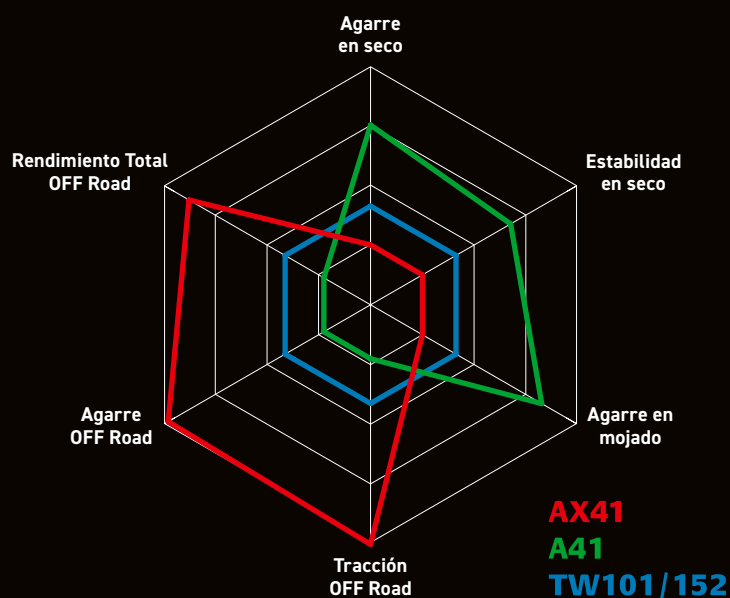 Agarre
en seco
Rendimiento Total
OFF Road
Estabilidad
en seco
Agarre
OFF Road
Agarre en
mojado
Tracción
OFF Road
AX41
A41
TW101/152